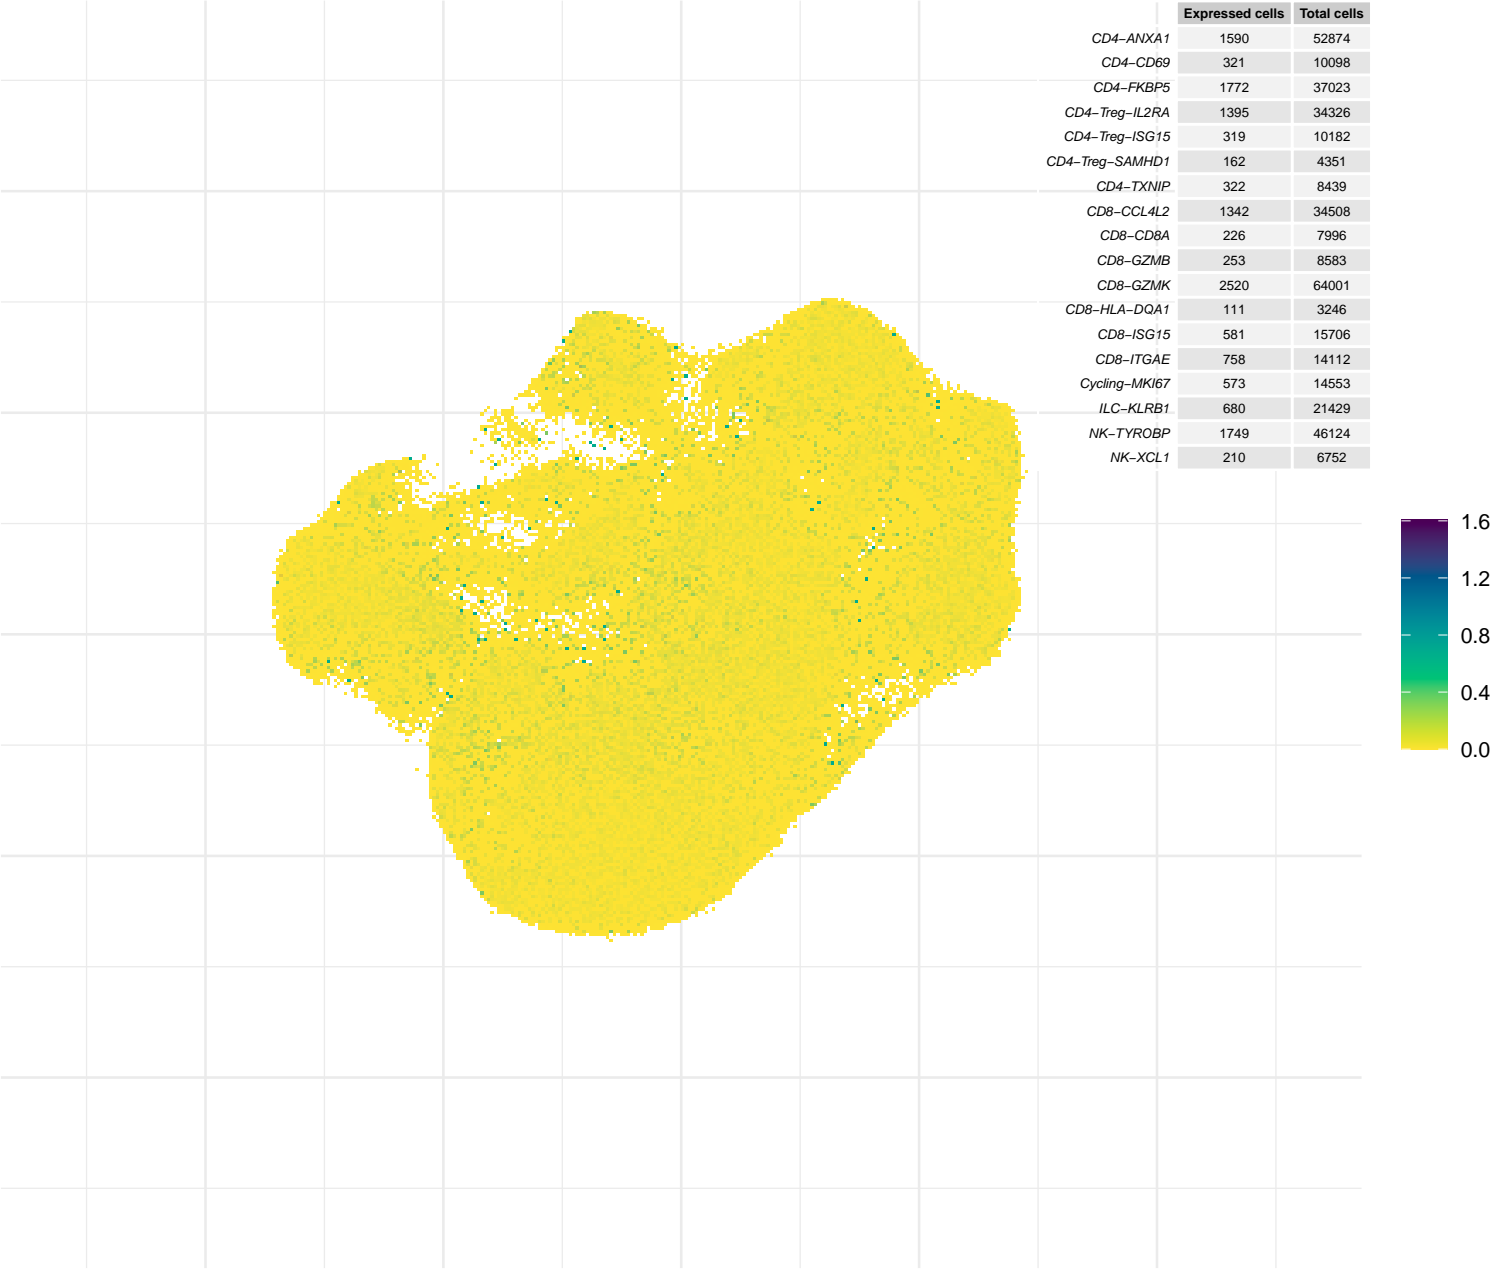 Expressed cells Total cells
CD4−ANXA1 1590 52874
CD4−CD69 321 10098
CD4−FKBP5 1772 37023
CD4−Treg−IL2RA 1395 34326
CD4−Treg−ISG15 319 10182
CD4−Treg−SAMHD1 162 4351
CD4−TXNIP 322 8439
CD8−CCL4L2 1342 34508
CD8−CD8A 226 7996
CD8−GZMB 253 8583
CD8−GZMK 2520 64001
CD8−HLA−DQA1 111 3246
CD8−ISG15 581 15706
CD8−ITGAE 758 14112
Cycling−MKI67 573 14553
ILC−KLRB1 680 21429
NK−TYROBP 1749 46124
NK−XCL1 210 6752
1.6
1.2
0.8
0.4
0.0